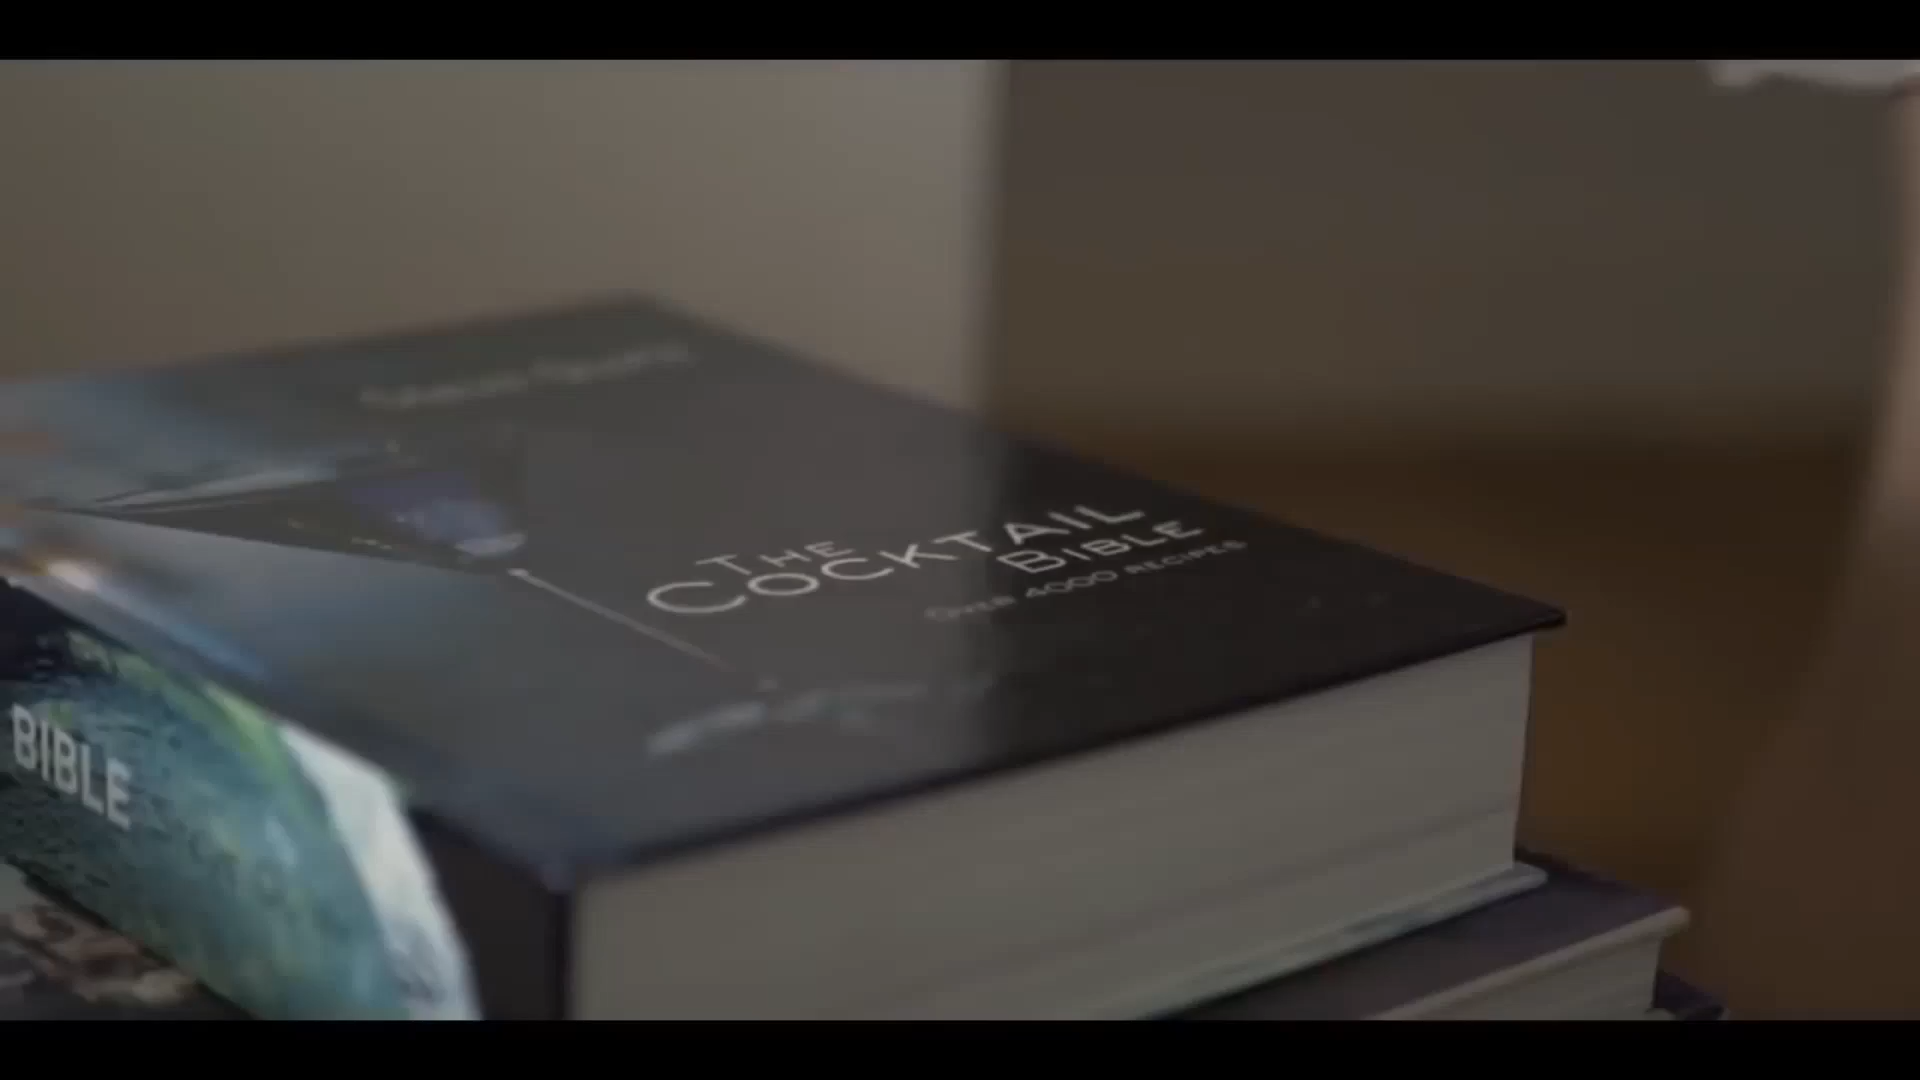 THE
COCKTAIL
BIBLE
OVER 4000 RECIPES
BIBLE